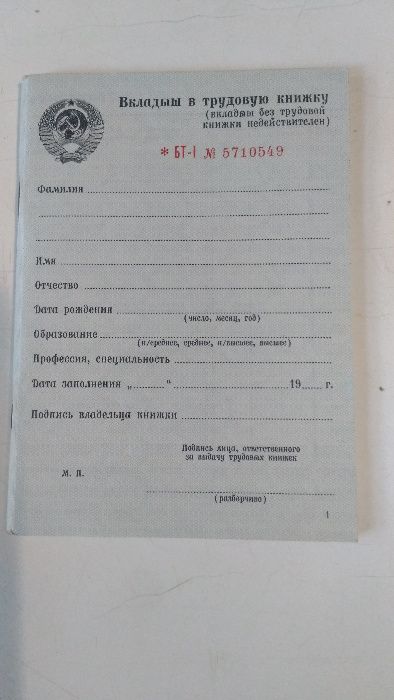 Вкладыш в трудовую книжку
(вкладыш без трудовой
книжки недействителен)
* БТ-I № 5710549
Фамилия
Имя
Отчество
Дата рождения
(число, месяц, год)
Образование
(н/среднее, среднее, н/высшее, высшее)
Профессия, специальность
Дата заполнения „ “ 19 г.
Подпись владельца книжки
Подпись лица, ответственного
за выдачу трудовых книжек
М. П.
(разборчиво)
1